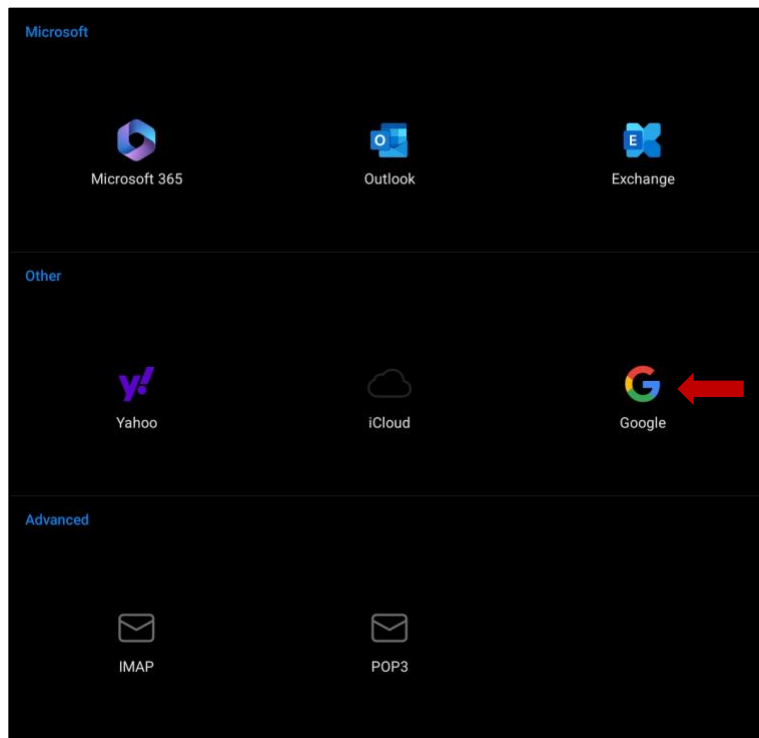 Microsoft
Microsoft 365
Outlook
Exchange
Other
Yahoo
iCloud
Google
Advanced
IMAP
POP3